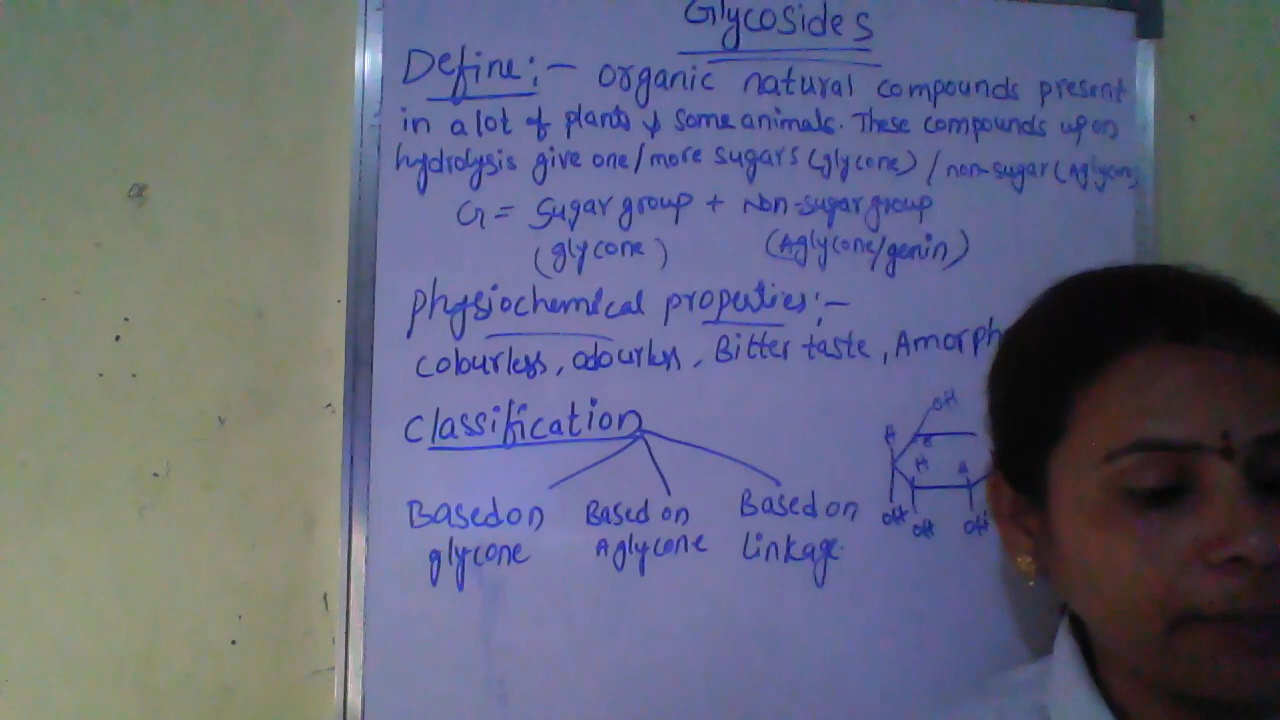 Glycosides
Define:- organic natural compounds present
in a lot of plants & some animals. These compounds upon
hydrolysis give one/more sugars (glycone) / non-sugar (Aglycon
G = Sugar group + Non-sugar group
(glycone) (Aglycone/genin)
Physiochemical properties:-
Colourless, odourless, Bitter taste, Amorph
Classification
Based on Based on Based on
glycone Aglycone Linkage
OH
H
H
OH OH OH